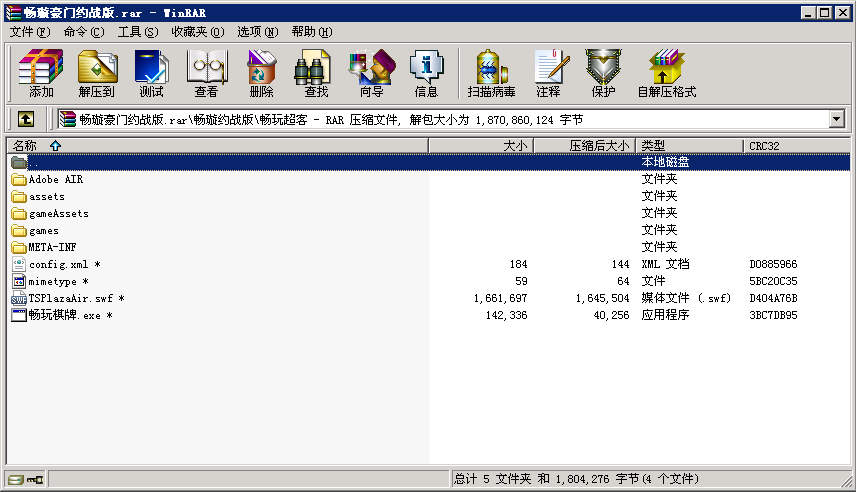 畅璇豪门约战版.rar - WinRAR
文件(F) 命令(C) 工具(S) 收藏夹(O) 选项(N) 帮助(H)
添加 解压到 测试 查看 删除 查找 向导 信息 扫描病毒 注释 保护 自解压格式
畅璇豪门约战版.rar\畅璇约战版\畅玩超客 - RAR 压缩文件, 解包大小为 1,870,860,124 字节
名称 大小 压缩后大小 类型 CRC32
.. 本地磁盘
Adobe AIR 文件夹
assets 文件夹
gameAssets 文件夹
games 文件夹
META-INF 文件夹
config.xml * 184 144 XML 文档 D0885966
mimetype * 59 64 文件 5BC20C35
SWF TSPlazaAir.swf * 1,661,697 1,645,504 媒体文件 (.swf) D404A76B
畅玩棋牌.exe * 142,336 40,256 应用程序 3BC7DB95
总计 5 文件夹 和 1,804,276 字节(4 个文件)